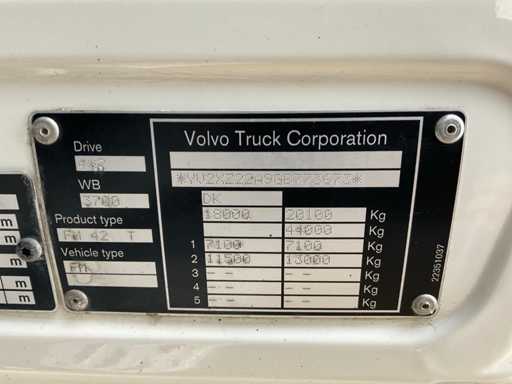 Volvo Truck Corporation
Drive
WB
3700
Product type
FM 42 T
Vehicle type
FM
DK
18000 20100 Kg
44000 Kg
1 7100 7100 Kg
2 11500 13000 Kg
3 -- -- Kg
4 -- -- Kg
5 -- -- Kg
22351037
m
m
m
m
m